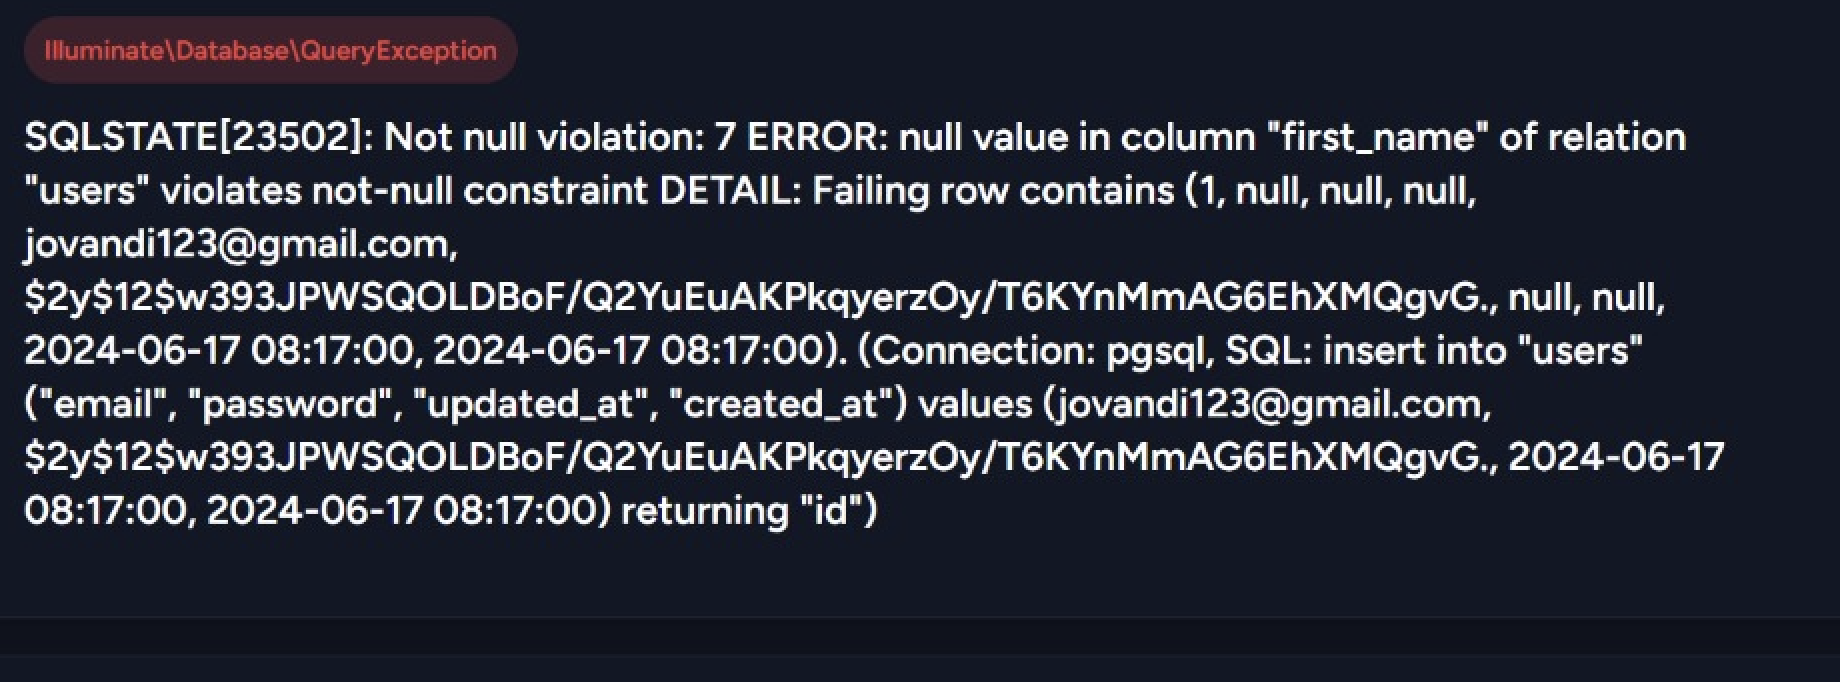 Illuminate\Database\QueryException
SQLSTATE[23502]: Not null violation: 7 ERROR: null value in column "first_name" of relation
"users" violates not-null constraint DETAIL: Failing row contains (1, null, null, null,
jovandi123@gmail.com,
$2y$12$w393JPWSQOLDBoF/Q2YuEuAKPkqyerzOy/T6KYnMmAG6EhXMQgvG., null, null,
2024-06-17 08:17:00, 2024-06-17 08:17:00). (Connection: pgsql, SQL: insert into "users"
("email", "password", "updated_at", "created_at") values (jovandi123@gmail.com,
$2y$12$w393JPWSQOLDBoF/Q2YuEuAKPkqyerzOy/T6KYnMmAG6EhXMQgvG., 2024-06-17
08:17:00, 2024-06-17 08:17:00) returning "id")